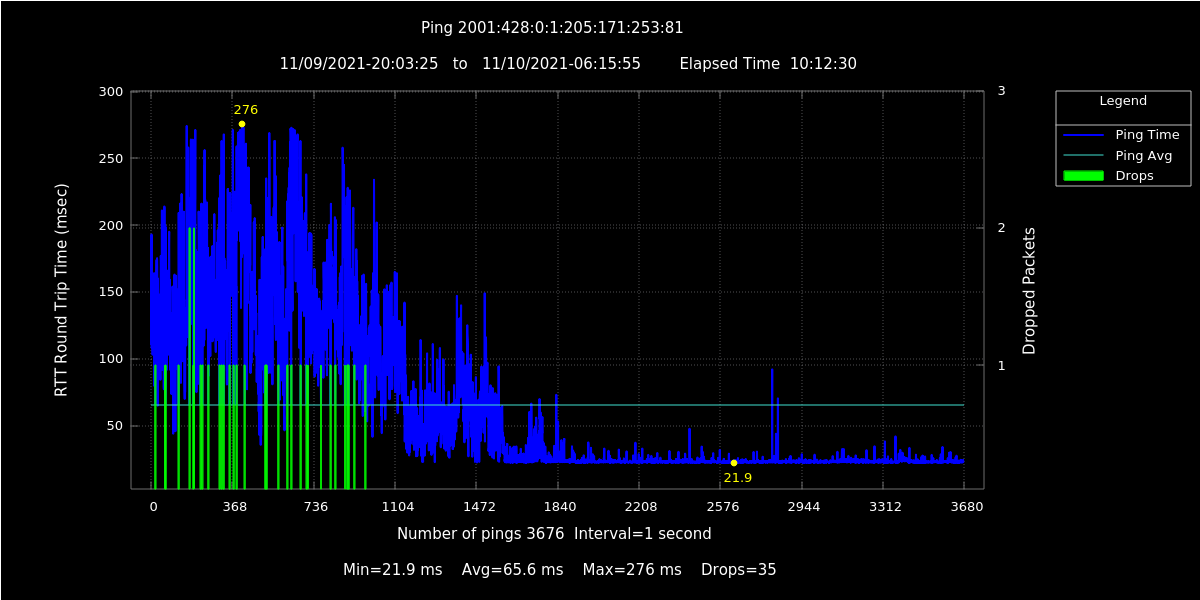 Ping 2001:428:0:1:205:171:253:81
11/09/2021-20:03:25 to 11/10/2021-06:15:55 Elapsed Time 10:12:30
Legend
Ping Time
Ping Avg
Drops
RTT Round Trip Time (msec)
300
250
200
150
100
50
276
21.9
3
2
1
Dropped Packets
0 368 736 1104 1472 1840 2208 2576 2944 3312 3680
Number of pings 3676 Interval=1 second
Min=21.9 ms Avg=65.6 ms Max=276 ms Drops=35